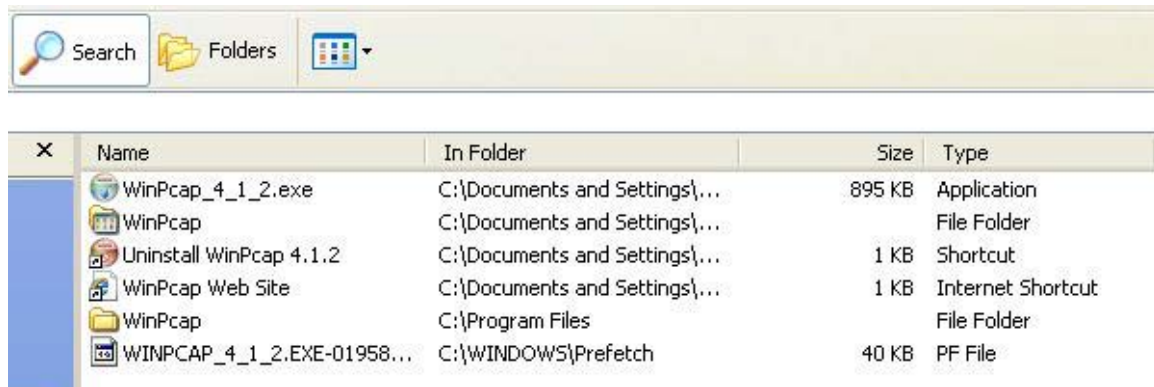 Search Folders
Name In Folder Size Type
WinPcap_4_1_2.exe C:\Documents and Settings\... 895 KB Application
WinPcap C:\Documents and Settings\... File Folder
Uninstall WinPcap 4.1.2 C:\Documents and Settings\... 1 KB Shortcut
WinPcap Web Site C:\Documents and Settings\... 1 KB Internet Shortcut
WinPcap C:\Program Files File Folder
WINPCAP_4_1_2.EXE-01958... C:\WINDOWS\Prefetch 40 KB PF File